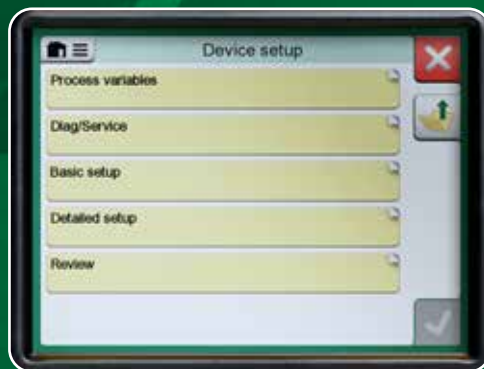 Device setup
Process variables
Diag/Service
Basic setup
Detailed setup
Review